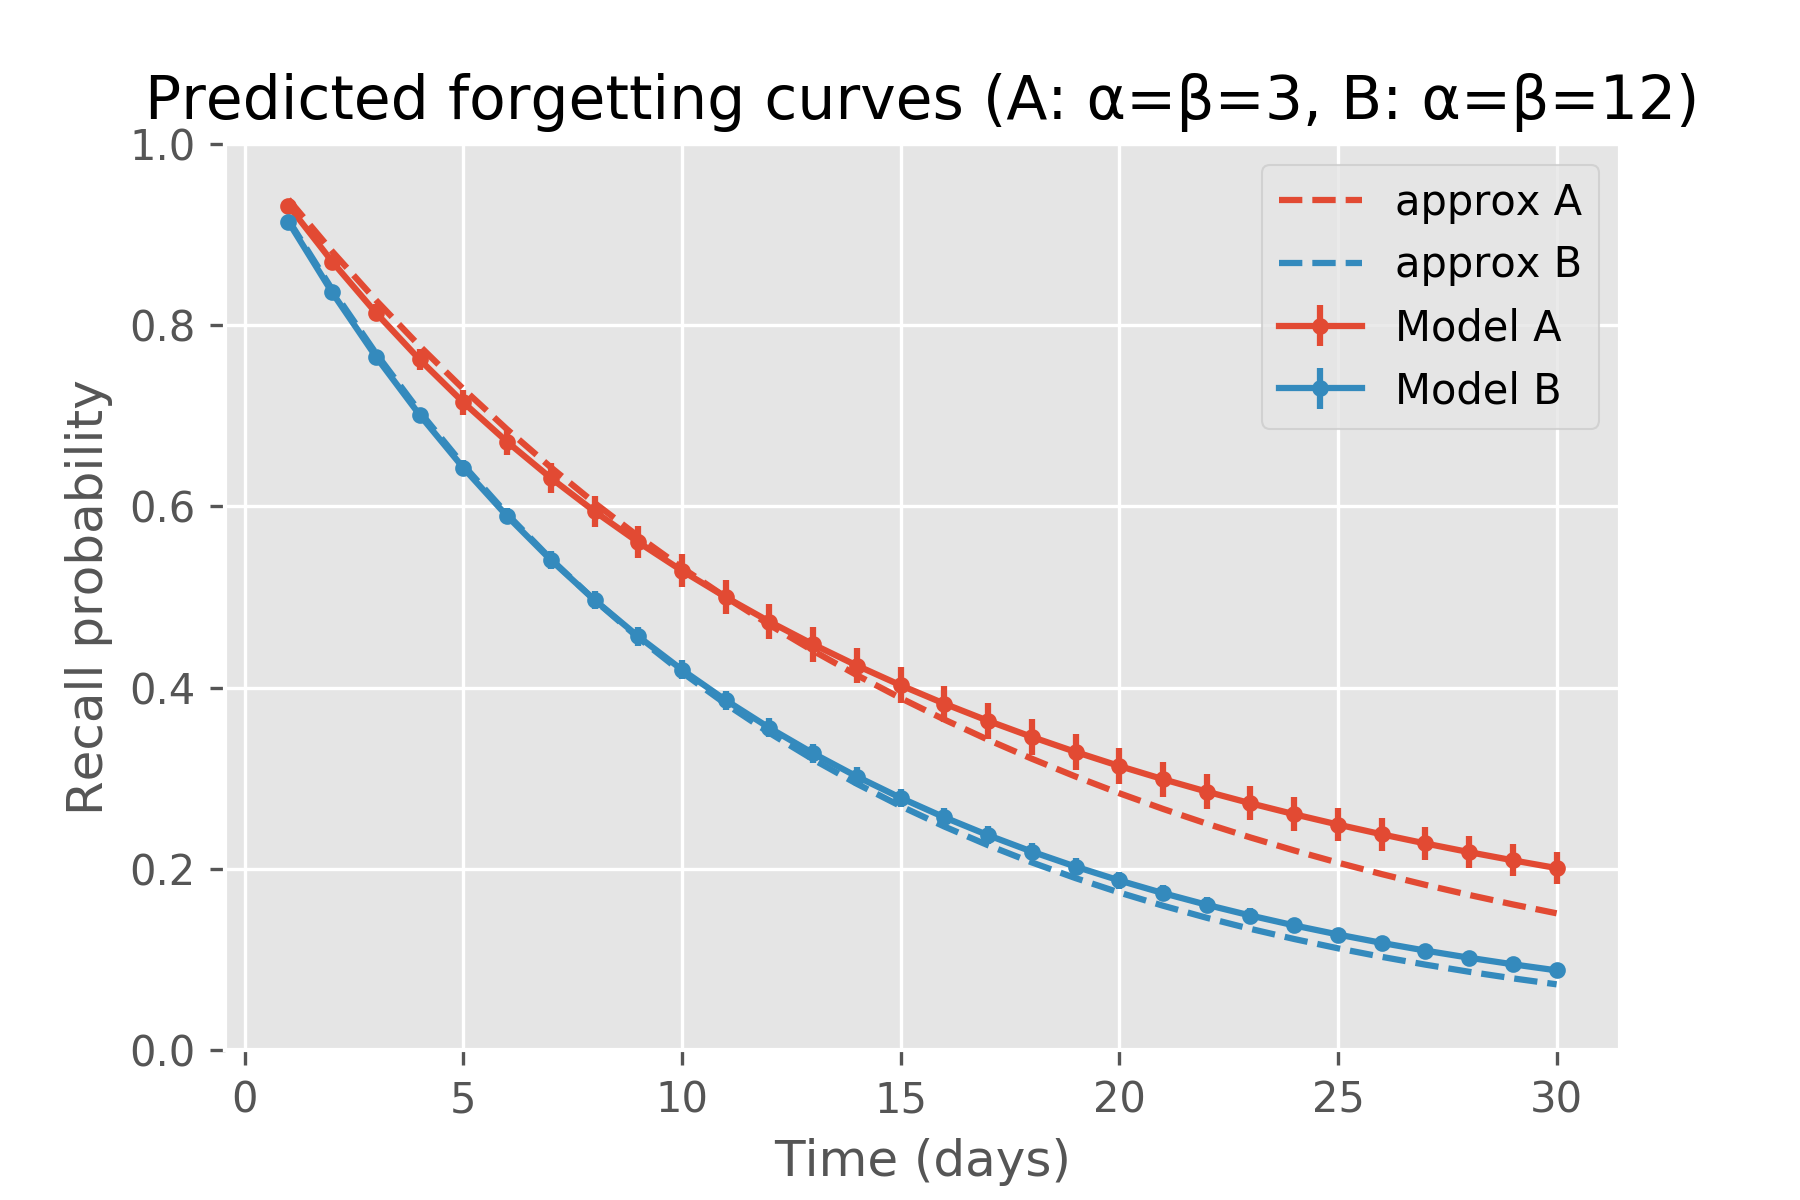 Predicted forgetting curves (A: α=β=3, B: α=β=12)
1.0
0.8
0.6
0.4
0.2
0.0
Recall probability
approx A
approx B
Model A
Model B
0 5 10 15 20 25 30
Time (days)